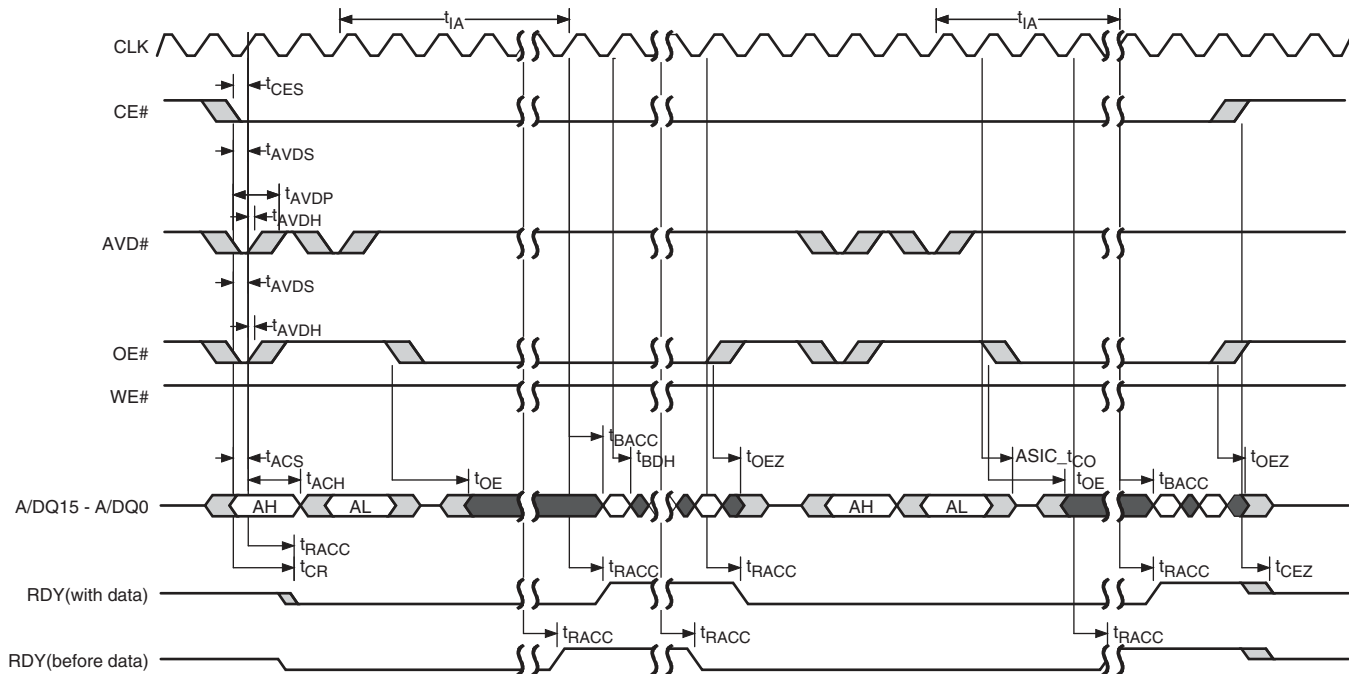 tIA tIA
CLK
tCES
CE#
tAVDS
tAVDP
tAVDH
AVD#
tAVDS
tAVDH
OE#
WE#
tBACC
tACS tBDH tOEZ ASIC_tCO tOEZ
tACH tOE tOE tBACC
A/DQ15 - A/DQ0 AH AL AH AL
tRACC
tCR tRACC tRACC tRACC tCEZ
RDY(with data)
tRACC tRACC tRACC
RDY(before data)